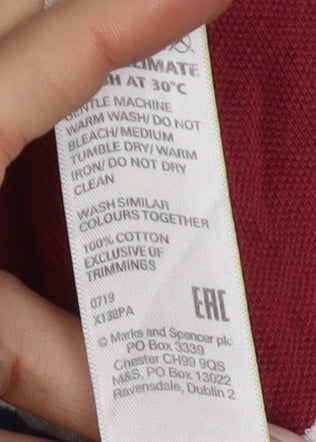 IMATE
H AT 30°C
GENTLE MACHINE
WARM WASH/ DO NOT
BLEACH/ MEDIUM
TUMBLE DRY/ WARM
IRON/ DO NOT DRY
CLEAN
WASH SIMILAR
COLOURS TOGETHER
100% COTTON
EXCLUSIVE OF
TRIMMINGS
0719
X138PA
EAC
© Marks and Spencer plc
PO Box 3339
Chester CH99 9QS
M&S, PO Box 13022
Ravensdale, Dublin 2